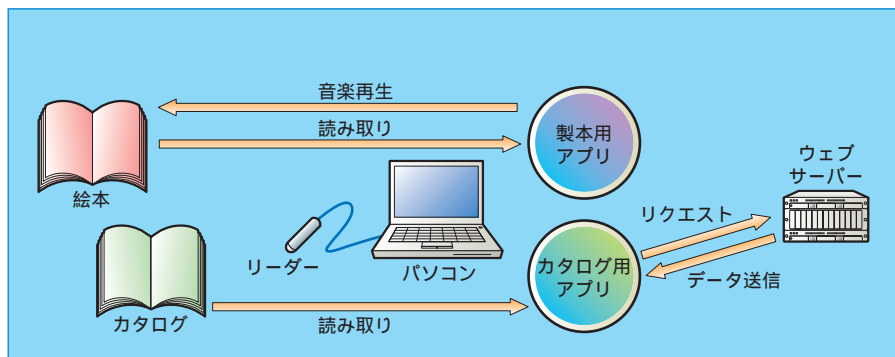 音楽再生
読み取り
絵本
製本用
アプリ
ウェブ
サーバー
リクエスト
データ送信
リーダー
パソコン
カタログ用
アプリ
カタログ
読み取り